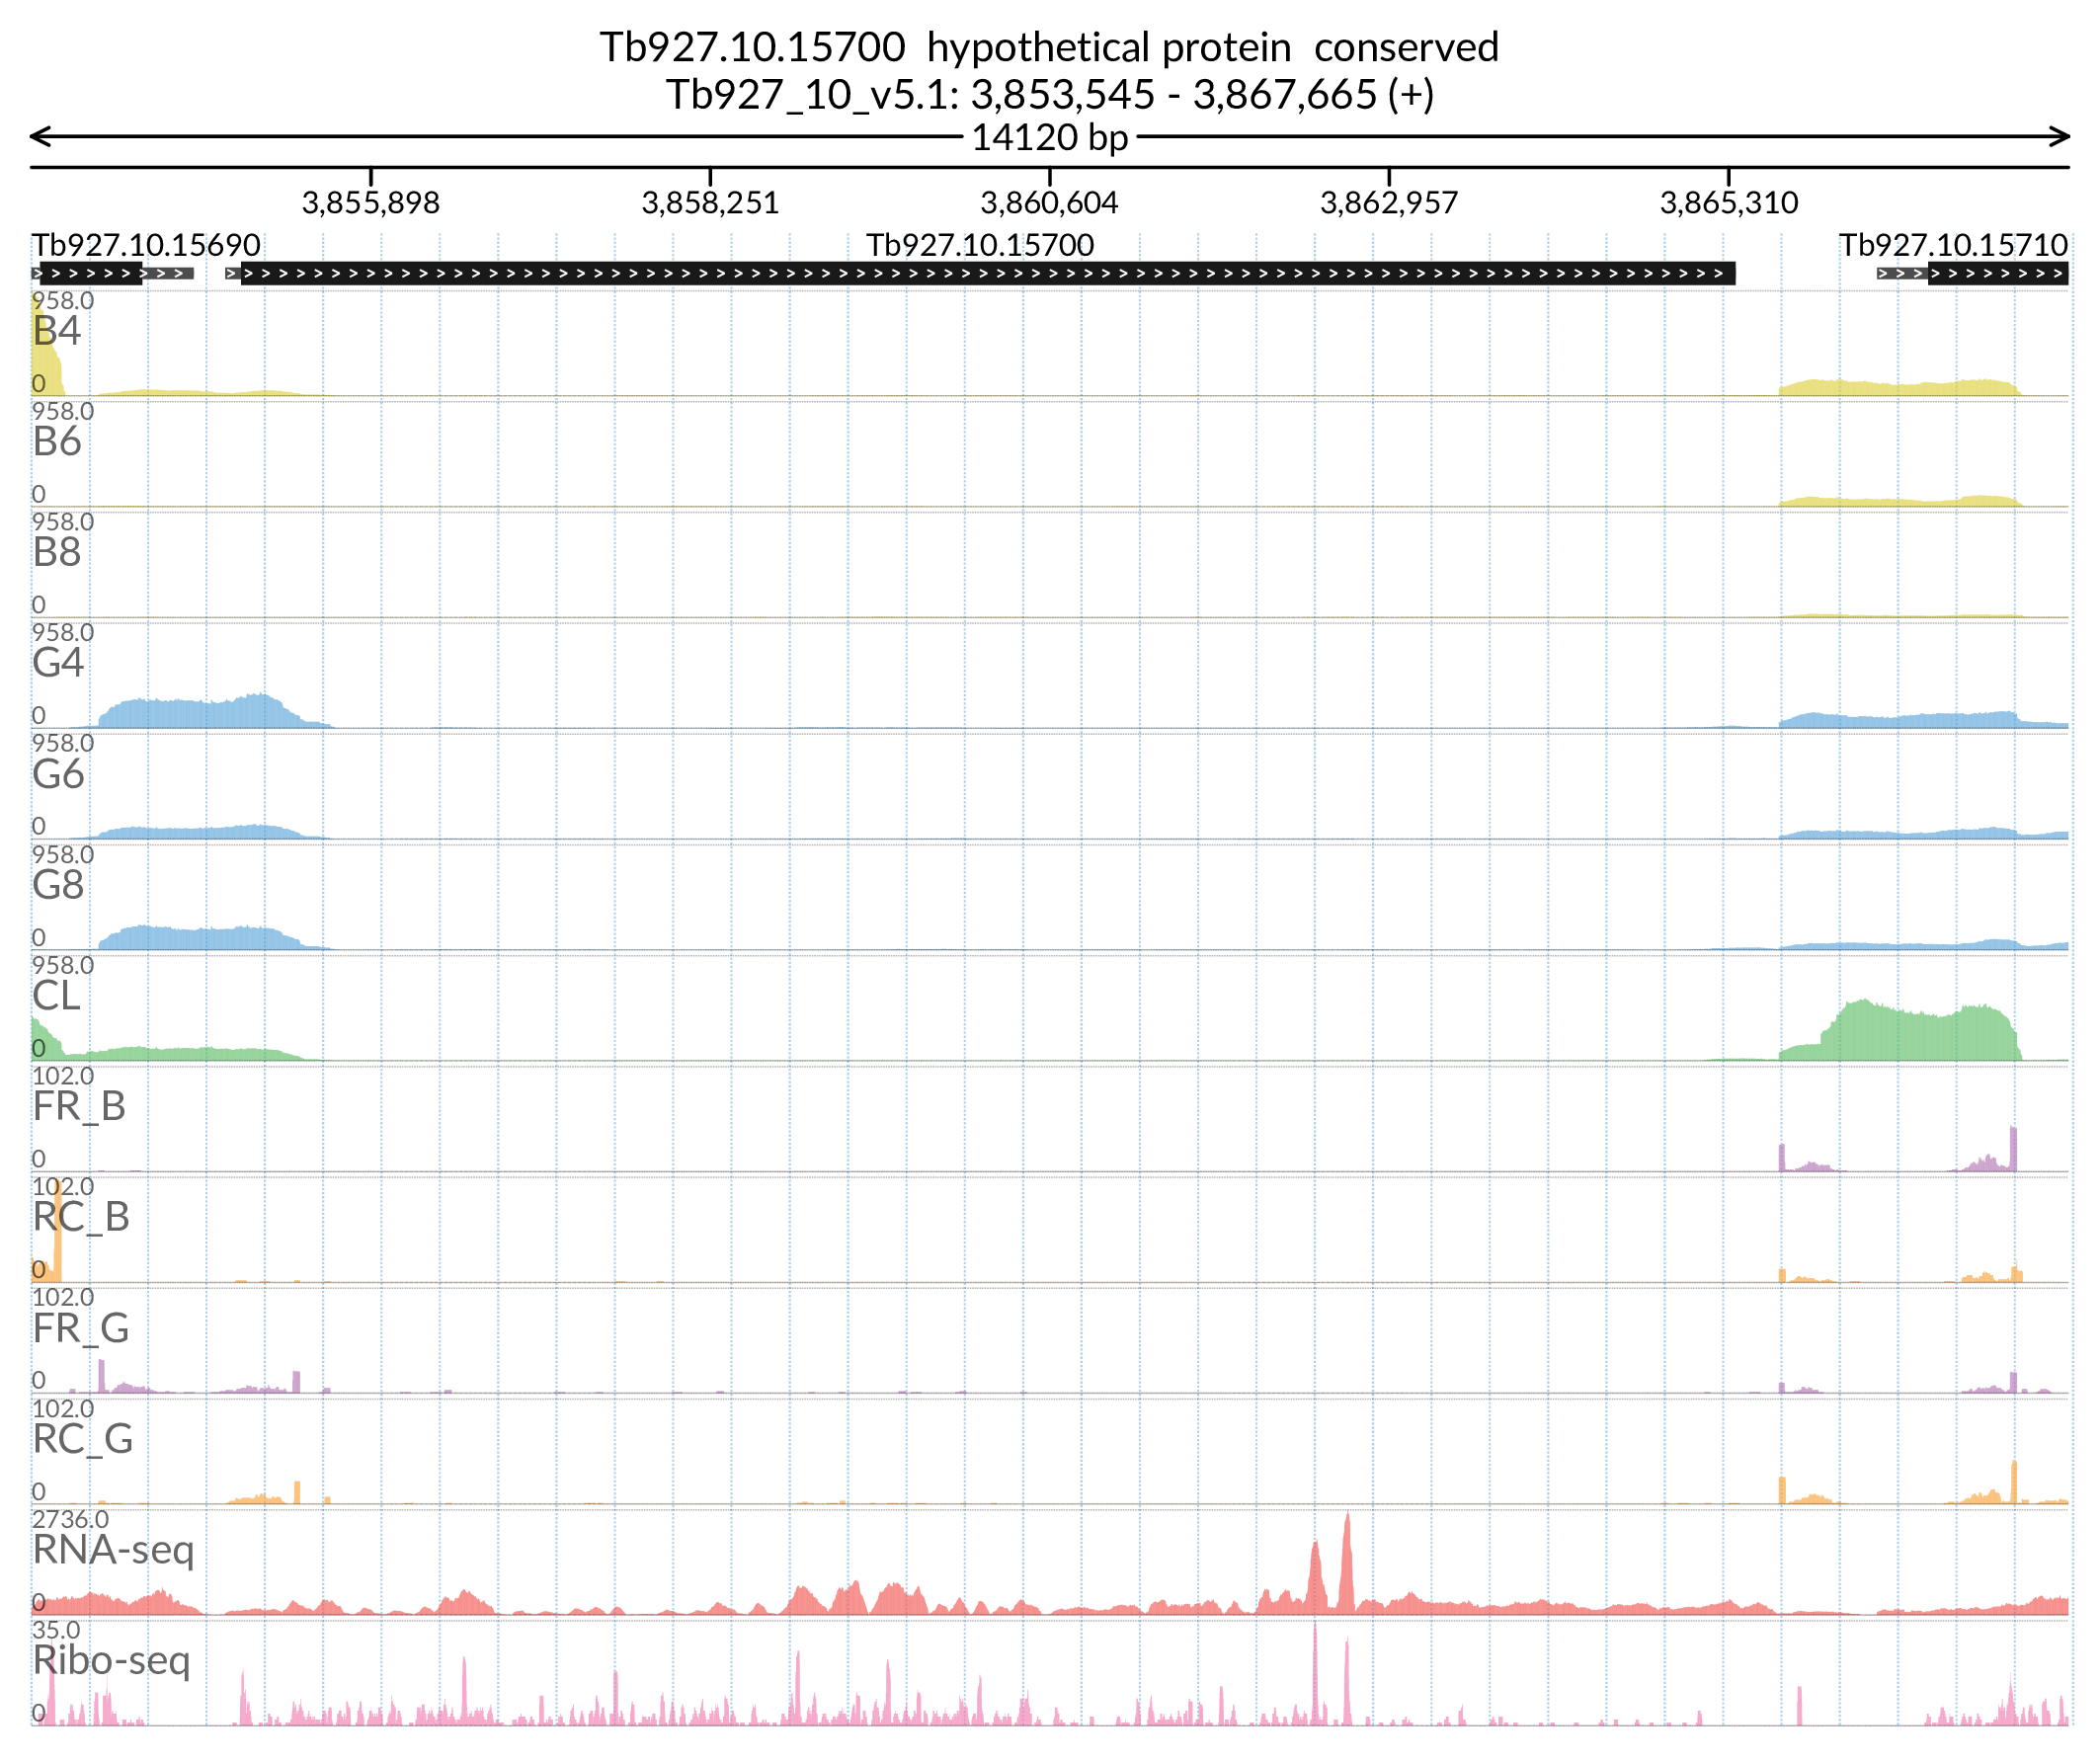 Tb927.10.15700 hypothetical protein conserved
Tb927_10_v5.1: 3,853,545 - 3,867,665 (+)
14120 bp
3,855,898 3,858,251 3,860,604 3,862,957 3,865,310
Tb927.10.15690 Tb927.10.15700 Tb927.10.15710
958.0
B4
0
958.0
B6
0
958.0
B8
0
958.0
G4
0
958.0
G6
0
958.0
G8
0
958.0
CL
0
102.0
FR_B
0
102.0
RC_B
0
102.0
FR_G
0
102.0
RC_G
0
2736.0
RNA-seq
0
35.0
Ribo-seq
0